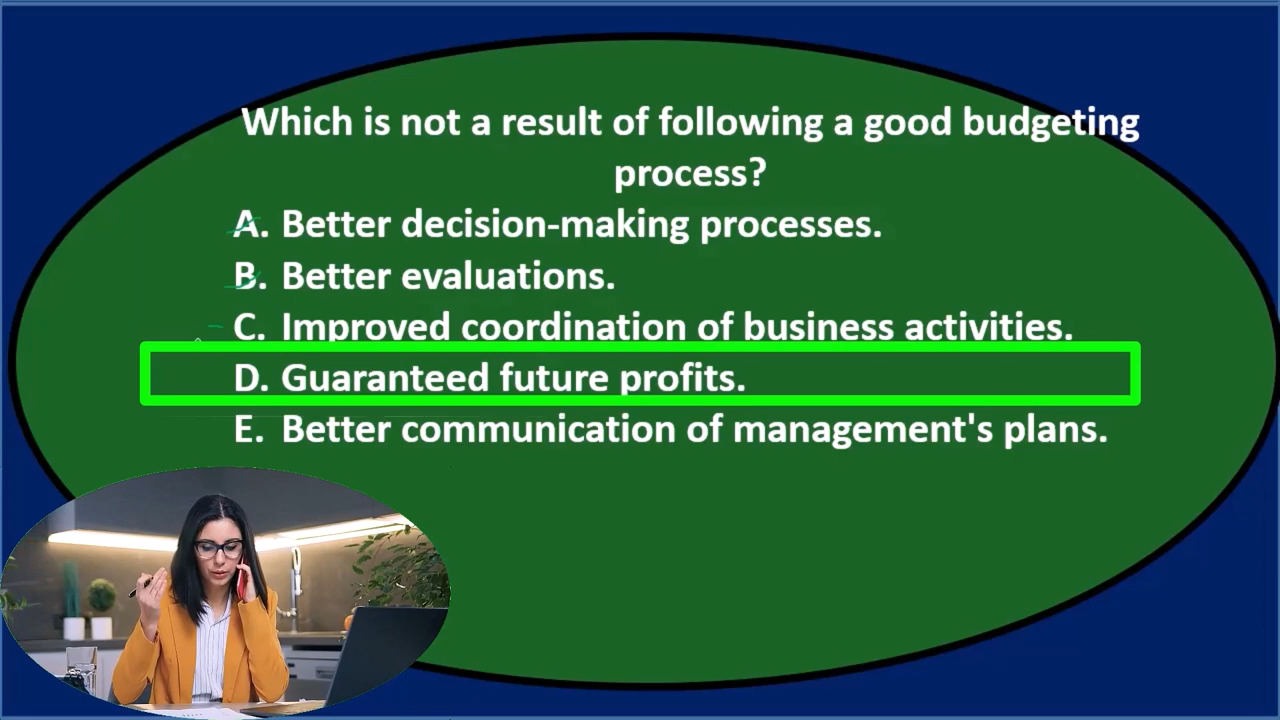 Which is not a result of following a good budgeting
process?
A. Better decision-making processes.
B. Better evaluations.
C. Improved coordination of business activities.
D. Guaranteed future profits.
E. Better communication of management's plans.